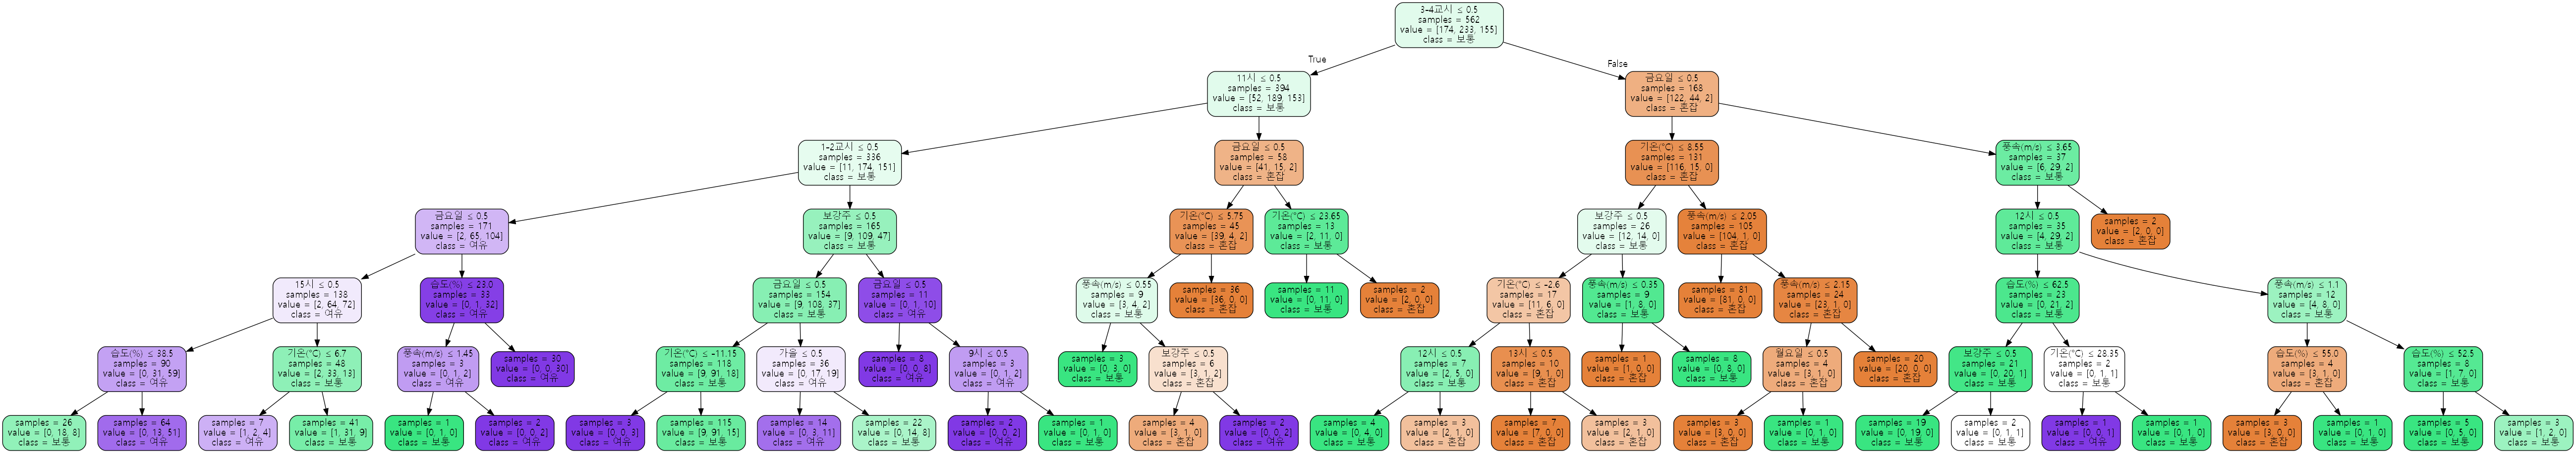 3-4교시 ≤ 0.5
samples = 562
value = [174, 233, 155]
class = 보통
True
False
11시 ≤ 0.5
samples = 394
value = [52, 189, 153]
class = 보통
금요일 ≤ 0.5
samples = 168
value = [122, 44, 2]
class = 혼잡
1-2교시 ≤ 0.5
samples = 336
value = [11, 174, 151]
class = 보통
금요일 ≤ 0.5
samples = 58
value = [41, 15, 2]
class = 혼잡
기온(°C) ≤ 8.55
samples = 131
value = [116, 15, 0]
class = 혼잡
풍속(m/s) ≤ 3.65
samples = 37
value = [6, 29, 2]
class = 보통
금요일 ≤ 0.5
samples = 171
value = [2, 65, 104]
class = 여유
보강주 ≤ 0.5
samples = 165
value = [9, 109, 47]
class = 보통
기온(°C) ≤ 5.75
samples = 45
value = [39, 4, 2]
class = 혼잡
기온(°C) ≤ 23.65
samples = 13
value = [2, 11, 0]
class = 보통
보강주 ≤ 0.5
samples = 26
value = [12, 14, 0]
class = 보통
풍속(m/s) ≤ 2.05
samples = 105
value = [104, 1, 0]
class = 혼잡
12시 ≤ 0.5
samples = 35
value = [4, 29, 2]
class = 보통
samples = 2
value = [2, 0, 0]
class = 혼잡
15시 ≤ 0.5
samples = 138
value = [2, 64, 72]
class = 여유
습도(%) ≤ 23.0
samples = 33
value = [0, 1, 32]
class = 여유
금요일 ≤ 0.5
samples = 154
value = [9, 108, 37]
class = 보통
금요일 ≤ 0.5
samples = 11
value = [0, 1, 10]
class = 여유
풍속(m/s) ≤ 0.55
samples = 9
value = [3, 4, 2]
class = 보통
samples = 36
value = [36, 0, 0]
class = 혼잡
samples = 11
value = [0, 11, 0]
class = 보통
samples = 2
value = [2, 0, 0]
class = 혼잡
기온(°C) ≤ -2.6
samples = 17
value = [11, 6, 0]
class = 혼잡
풍속(m/s) ≤ 0.35
samples = 9
value = [1, 8, 0]
class = 보통
samples = 81
value = [81, 0, 0]
class = 혼잡
풍속(m/s) ≤ 2.15
samples = 24
value = [23, 1, 0]
class = 혼잡
습도(%) ≤ 62.5
samples = 23
value = [0, 21, 2]
class = 보통
풍속(m/s) ≤ 1.1
samples = 12
value = [4, 8, 0]
class = 보통
습도(%) ≤ 38.5
samples = 90
value = [0, 31, 59]
class = 여유
기온(°C) ≤ 6.7
samples = 48
value = [2, 33, 13]
class = 보통
풍속(m/s) ≤ 1.45
samples = 3
value = [0, 1, 2]
class = 여유
samples = 30
value = [0, 0, 30]
class = 여유
기온(°C) ≤ -11.15
samples = 118
value = [9, 91, 18]
class = 보통
가을 ≤ 0.5
samples = 36
value = [0, 17, 19]
class = 여유
samples = 8
value = [0, 0, 8]
class = 여유
9시 ≤ 0.5
samples = 3
value = [0, 1, 2]
class = 여유
samples = 3
value = [0, 3, 0]
class = 보통
보강주 ≤ 0.5
samples = 6
value = [3, 1, 2]
class = 혼잡
12시 ≤ 0.5
samples = 7
value = [2, 5, 0]
class = 보통
13시 ≤ 0.5
samples = 10
value = [9, 1, 0]
class = 혼잡
samples = 1
value = [1, 0, 0]
class = 혼잡
samples = 8
value = [0, 8, 0]
class = 보통
월요일 ≤ 0.5
samples = 4
value = [3, 1, 0]
class = 혼잡
samples = 20
value = [20, 0, 0]
class = 혼잡
보강주 ≤ 0.5
samples = 21
value = [0, 20, 1]
class = 보통
기온(°C) ≤ 28.35
samples = 2
value = [0, 1, 1]
class = 보통
습도(%) ≤ 55.0
samples = 4
value = [3, 1, 0]
class = 혼잡
습도(%) ≤ 52.5
samples = 8
value = [1, 7, 0]
class = 보통
samples = 26
value = [0, 18, 8]
class = 보통
samples = 64
value = [0, 13, 51]
class = 여유
samples = 7
value = [1, 2, 4]
class = 여유
samples = 41
value = [1, 31, 9]
class = 보통
samples = 1
value = [0, 1, 0]
class = 보통
samples = 2
value = [0, 0, 2]
class = 여유
samples = 3
value = [0, 0, 3]
class = 여유
samples = 115
value = [9, 91, 15]
class = 보통
samples = 14
value = [0, 3, 11]
class = 여유
samples = 22
value = [0, 14, 8]
class = 보통
samples = 2
value = [0, 0, 2]
class = 여유
samples = 1
value = [0, 1, 0]
class = 보통
samples = 4
value = [3, 1, 0]
class = 혼잡
samples = 2
value = [0, 0, 2]
class = 여유
samples = 4
value = [0, 4, 0]
class = 보통
samples = 3
value = [2, 1, 0]
class = 혼잡
samples = 7
value = [7, 0, 0]
class = 혼잡
samples = 3
value = [2, 1, 0]
class = 혼잡
samples = 3
value = [3, 0, 0]
class = 혼잡
samples = 1
value = [0, 1, 0]
class = 보통
samples = 19
value = [0, 19, 0]
class = 보통
samples = 2
value = [0, 1, 1]
class = 보통
samples = 1
value = [0, 0, 1]
class = 여유
samples = 1
value = [0, 1, 0]
class = 보통
samples = 3
value = [3, 0, 0]
class = 혼잡
samples = 1
value = [0, 1, 0]
class = 보통
samples = 5
value = [0, 5, 0]
class = 보통
samples = 3
value = [1, 2, 0]
class = 보통